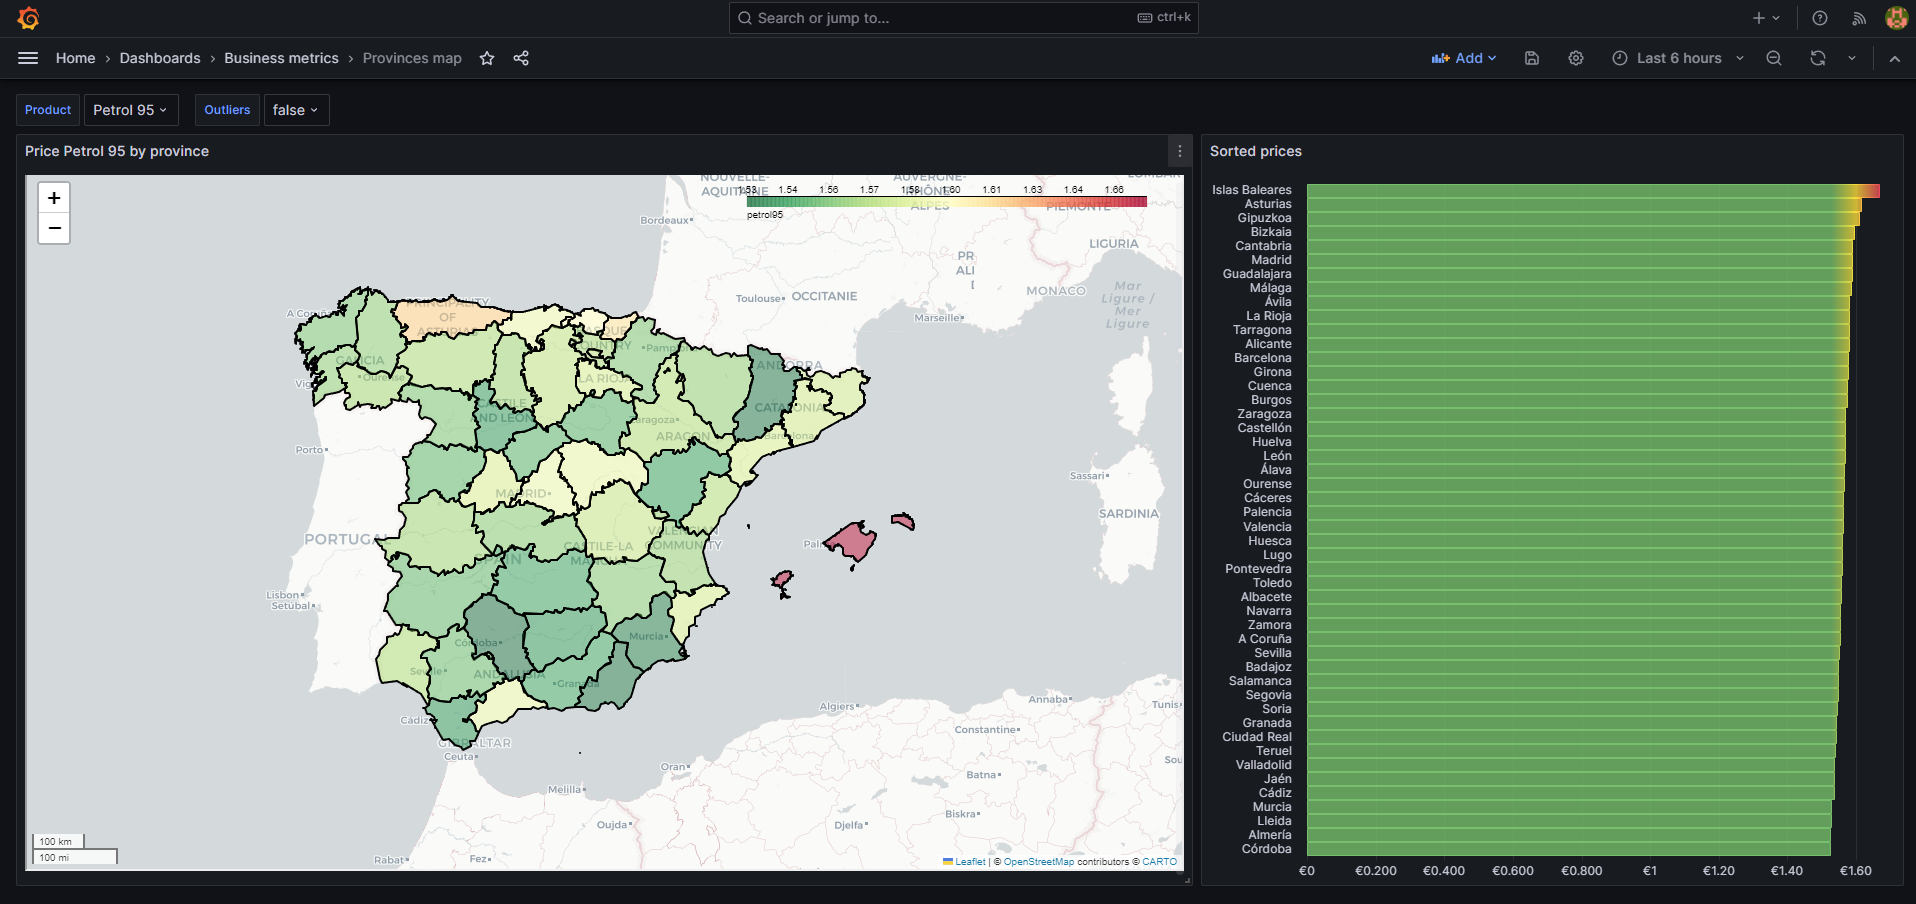 Search or jump to...
ctrl+k
Home › Dashboards › Business metrics › Provinces map
Add
Last 6 hours
Product
Petrol 95
Outliers
false
Price Petrol 95 by province
+
−
NOUVELLE-
AQUITAINE
AUVERGNE-
RHÔNE
ALPES
PIEMONTE
1.53 1.54 1.56 1.57 1.58 1.60 1.61 1.63 1.64 1.66
petrol95
Bordeaux
LIGURIA
PR
ALI
MONACO
Mar
Ligure /
Mer
Ligure
Toulouse
OCCITANIE
Marseille
PRINCIPALITY
OF
ASTURIAS
A Coruña
BASQUE
COUNTRY
GALICIA
Ourense
ANDORRA
LA RIOJA
CASTILE
AND LEÓN
CATALONIA
Zaragoza
ARAGON
Barcelona
Porto
MADRID
Sassari
SARDINIA
PORTUGAL
VALENCIAN
COMMUNITY
CASTILE-LA
SPAIN
Lisbon
Setúbal
Córdoba
Murcia
Seville
ANDALUSIA
Granada
Cádiz
GIBRALTAR
Ceuta
Algiers
Annaba
Tunis
Constantine
Oran
Batna
Melilla
Biskra
Oujda
Djelfa
Rabat
Fez
100 km
100 mi
Leaflet | © OpenStreetMap contributors © CARTO
Sorted prices
Islas Baleares
Asturias
Gipuzkoa
Bizkaia
Cantabria
Madrid
Guadalajara
Málaga
Ávila
La Rioja
Tarragona
Alicante
Barcelona
Girona
Cuenca
Burgos
Zaragoza
Castellón
Huelva
León
Álava
Ourense
Cáceres
Palencia
Valencia
Huesca
Lugo
Pontevedra
Toledo
Albacete
Navarra
Zamora
A Coruña
Sevilla
Badajoz
Salamanca
Segovia
Soria
Granada
Ciudad Real
Teruel
Valladolid
Jaén
Cádiz
Murcia
Lleida
Almería
Córdoba
€0 €0.200 €0.400 €0.600 €0.800 €1 €1.20 €1.40 €1.60